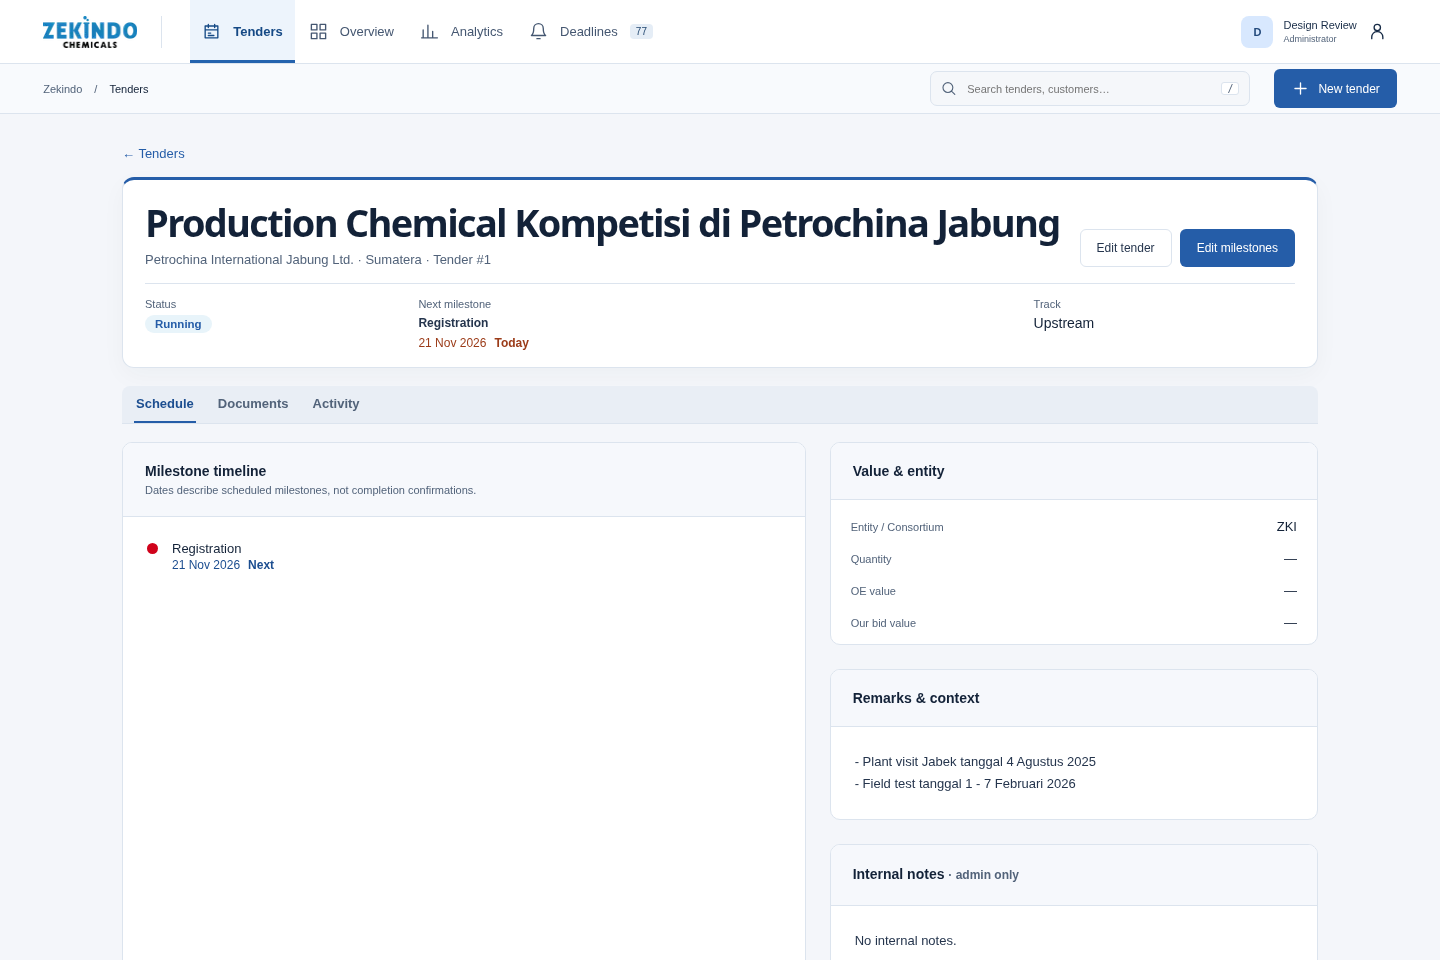 ZEKINDO
CHEMICALS
Tenders
Overview
Analytics
Deadlines 77
D
Design Review
Administrator
Zekindo / Tenders
Search tenders, customers… /
New tender
← Tenders
Production Chemical Kompetisi di Petrochina Jabung
Petrochina International Jabung Ltd. · Sumatera · Tender #1
Edit tender
Edit milestones
Status
Running
Next milestone
Registration
21 Nov 2026 Today
Track
Upstream
Schedule
Documents
Activity
Milestone timeline
Dates describe scheduled milestones, not completion confirmations.
Registration
21 Nov 2026 Next
Value & entity
Entity / Consortium ZKI
Quantity —
OE value —
Our bid value —
Remarks & context
- Plant visit Jabek tanggal 4 Agustus 2025
- Field test tanggal 1 - 7 Februari 2026
Internal notes · admin only
No internal notes.